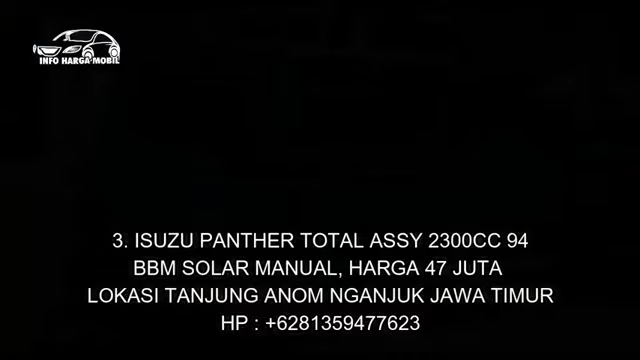 INFO HARGA MOBIL
3. ISUZU PANTHER TOTAL ASSY 2300CC 94
BBM SOLAR MANUAL, HARGA 47 JUTA
LOKASI TANJUNG ANOM NGANJUK JAWA TIMUR
HP : +6281359477623